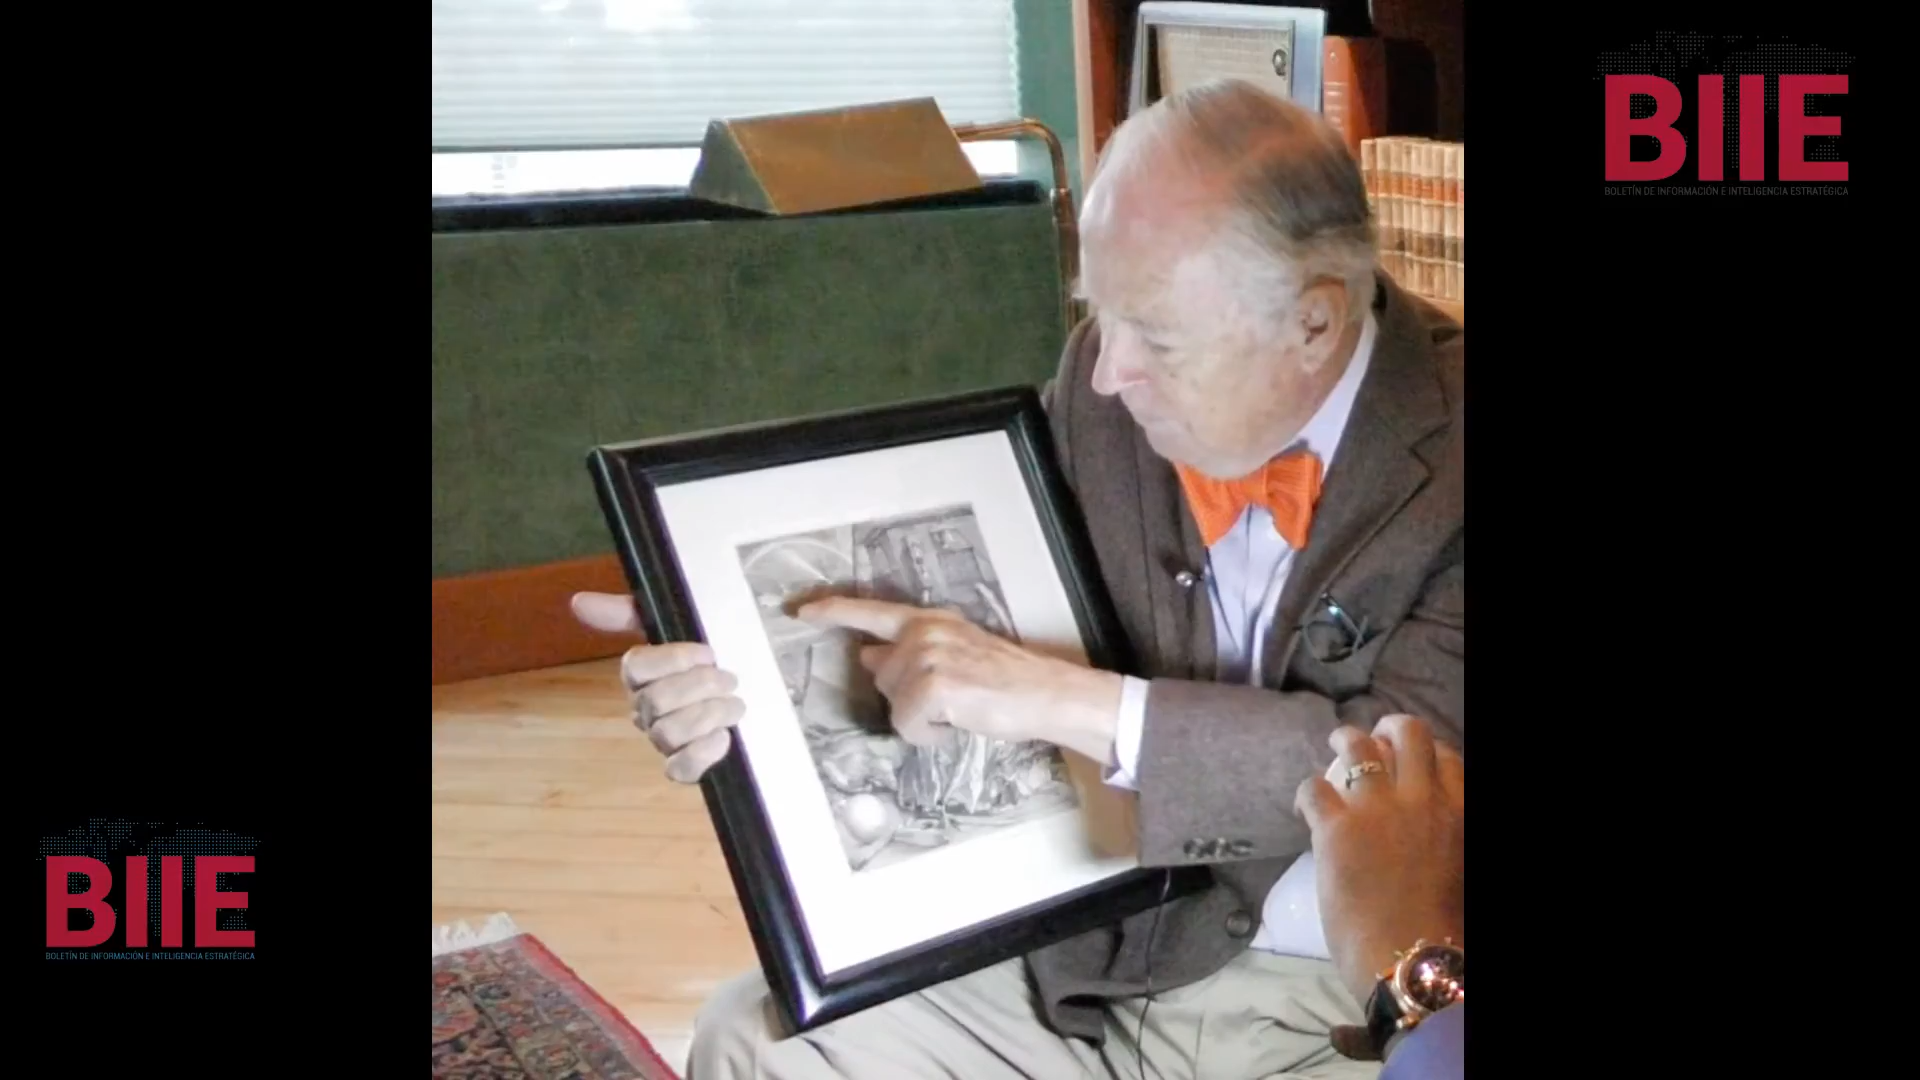 BIIE
BOLETÍN DE INFORMACIÓN E INTELIGENCIA ESTRATÉGICA
BIIE
BOLETÍN DE INFORMACIÓN E INTELIGENCIA ESTRATÉGICA